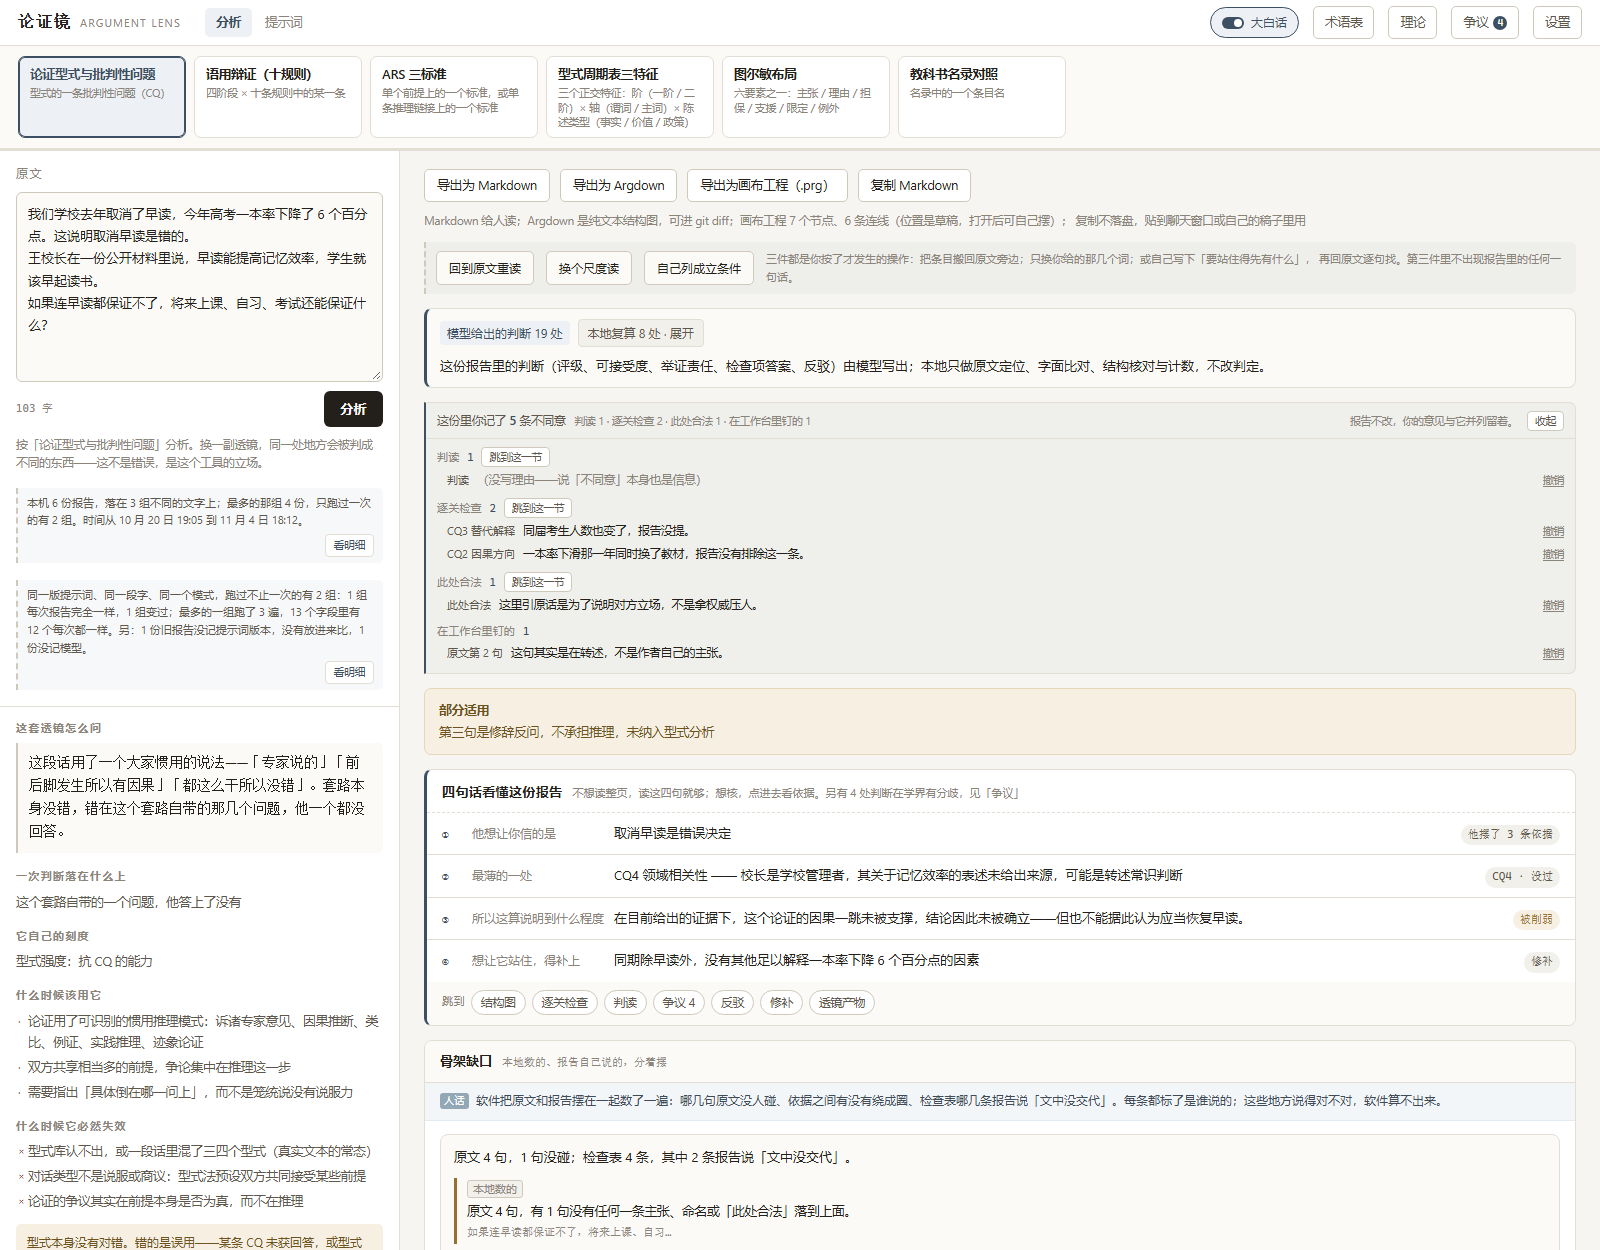 论证镜 ARGUMENT LENS 分析 提示词 大白话 术语表 理论 争议 4 设置
论证型式与批判性问题
型式的一条批判性问题（CQ）
语用辩证（十规则）
四阶段 × 十条规则中的某一条
ARS 三标准
单个前提上的一个标准，或单
条推理链接上的一个标准
型式周期表三特征
三个正交特征：阶（一阶 / 二
阶）× 轴（谓词 / 主词）× 陈
述类型（事实 / 价值 / 政策）
图尔敏布局
六要素之一：主张 / 理由 / 担
保 / 支援 / 限定 / 例外
教科书名录对照
名录中的一个条目名
原文
我们学校去年取消了早读，今年高考一本率下降了 6 个百分
点。这说明取消早读是错的。
王校长在一份公开材料里说，早读能提高记忆效率，学生就
该早起读书。
如果连早读都保证不了，将来上课、自习、考试还能保证什
么？
103 字
分析
按「论证型式与批判性问题」分析。换一副透镜，同一处地方会被判成
不同的东西——这不是错误，是这个工具的立场。
本机 6 份报告，落在 3 组不同的文字上；最多的那组 4 份，只跑过一次
的有 2 组。时间从 10 月 20 日 19:05 到 11 月 4 日 18:12。
看明细
同一版提示词、同一段字、同一个模式，跑过不止一次的有 2 组：1 组
每次报告完全一样，1 组变过；最多的一组跑了 3 遍，13 个字段里有
12 个每次都一样。另：1 份旧报告没记提示词版本，没有放进来比，1
份没记模型。
看明细
这套透镜怎么问
这段话用了一个大家惯用的说法——「专家说的」「前
后脚发生所以有因果」「都这么干所以没错」。套路本
身没错，错在这个套路自带的那几个问题，他一个都没
回答。
一次判断落在什么上
这个套路自带的一个问题，他答上了没有
它自己的刻度
型式强度：抗 CQ 的能力
什么时候该用它
· 论证用了可识别的惯用推理模式：诉诸专家意见、因果推断、类
比、例证、实践推理、迹象论证
· 双方共享相当多的前提，争论集中在推理这一步
· 需要指出「具体倒在哪一问上」，而不是笼统说没有说服力
什么时候它必然失效
× 型式库认不出，或一段话里混了三四个型式（真实文本的常态）
× 对话类型不是说服或商议：型式法预设双方共同接受某些前提
× 论证的争议其实在前提本身是否为真，而不在推理
型式本身没有对错。错的是误用——某条 CQ 未获回答，或型式
导出为 Markdown 导出为 Argdown 导出为画布工程（.prg） 复制 Markdown
Markdown 给人读；Argdown 是纯文本结构图，可进 git diff；画布工程 7 个节点、6 条连线（位置是草稿，打开后可自己摆）； 复制不落盘，贴到聊天窗口或自己的稿子里用
回到原文重读 换个尺度读 自己列成立条件
三件都是你按了才发生的操作：把条目搬回原文旁边；只换你给的那几个词；或自己写下「要站住得先有什么」，再回原文逐句找。第三件里不出现报告里的任何一
句话。
模型给出的判断 19 处 本地复算 8 处 · 展开
这份报告里的判断（评级、可接受度、举证责任、检查项答案、反驳）由模型写出；本地只做原文定位、字面比对、结构核对与计数，不改判定。
这份里你记了 5 条不同意 判读 1 · 逐关检查 2 · 此处合法 1 · 在工作台里钉的 1 报告不改，你的意见与它并列留着。 收起
判读 1 跳到这一节
判读 （没写理由——说「不同意」本身也是信息） 撤销
逐关检查 2 跳到这一节
CQ3 替代解释 同届考生人数也变了，报告没提。 撤销
CQ2 因果方向 一本率下滑那一年同时换了教材，报告没有排除这一条。 撤销
此处合法 1 跳到这一节
此处合法 这里引原话是为了说明对方立场，不是拿权威压人。 撤销
在工作台里钉的 1
原文第 2 句 这句其实是在转述，不是作者自己的主张。 撤销
部分适用
第三句是修辞反问，不承担推理，未纳入型式分析
四句话看懂这份报告 不想读整页，读这四句就够；想核，点进去看依据。另有 4 处判断在学界有分歧，见「争议」
① 他想让你信的是 取消早读是错误决定 他摆了 3 条依据
② 最薄的一处 CQ4 领域相关性 —— 校长是学校管理者，其关于记忆效率的表述未给出来源，可能是转述常识判断 CQ4 · 没过
③ 所以这算说明到什么程度 在目前给出的证据下，这个论证的因果一跳未被支撑，结论因此未被确立——但也不能据此认为应当恢复早读。 被削弱
④ 想让它站住，得补上 同期除早读外，没有其他足以解释一本率下降 6 个百分点的因素 修补
跳到 结构图 逐关检查 判读 争议 4 反驳 修补 透镜产物
骨架缺口 本地数的、报告自己说的，分着摆
人话 软件把原文和报告摆在一起数了一遍：哪几句原文没人碰、依据之间有没有绕成圈、检查表哪几条报告说「文中没交代」。每条都标了是谁说的；这些地方说得对不对，软件算不出来。
原文 4 句，1 句没碰；检查表 4 条，其中 2 条报告说「文中没交代」。
本地数的
原文 4 句，有 1 句没有任何一条主张、命名或「此处合法」落到上面。
如果连早读都保证不了，将来上课、自习…